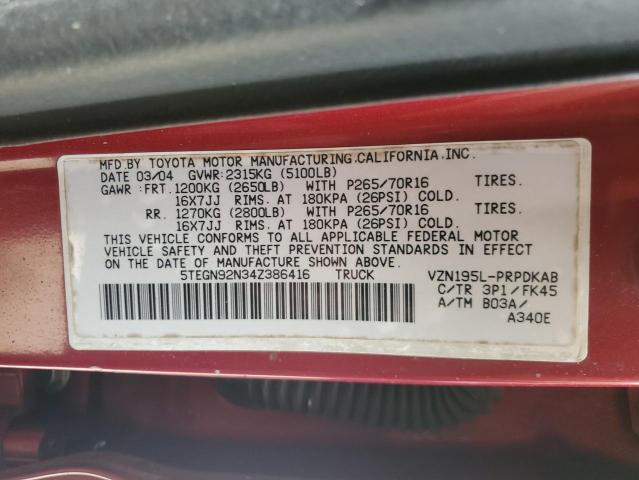 MFD.BY TOYOTA MOTOR MANUFACTURING,CALIFORNIA,INC.
DATE 03/04 GVWR:2315KG (5100LB)
GAWR :FRT.1200KG (2650LB) WITH P265/70R16 TIRES.
16X7JJ RIMS. AT 180KPA (26PSI) COLD.
RR. 1270KG (2800LB) WITH P265/70R16 TIRES.
16X7JJ RIMS. AT 180KPA (26PSI) COLD.
THIS VEHICLE CONFORMS TO ALL APPLICABLE FEDERAL MOTOR
VEHICLE SAFETY AND THEFT PREVENTION STANDARDS IN EFFECT
ON THE DATE OF MANUFACTURE SHOWN ABOVE.
5TEGN92N34Z386416 TRUCK VZN195L-PRPDKAB
C/TR 3P1/FK45
A/TM B03A/
A340E